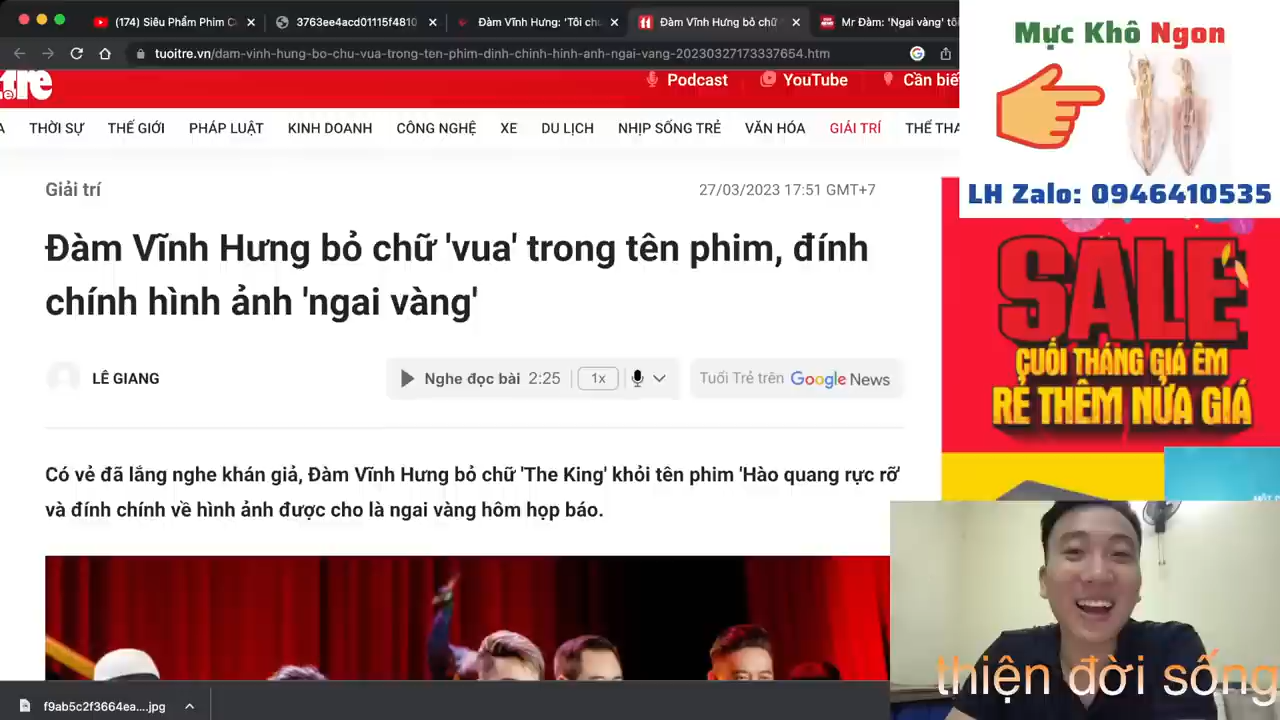 (174) Siêu Phẩm Phim C
3763ee4acd01115f4810
Đàm Vĩnh Hưng: 'Tôi chu
Đàm Vĩnh Hưng bỏ chữ
Mr Đàm: 'Ngai vàng' tôi
tuoitre.vn/dam-vinh-hung-bo-chu-vua-trong-ten-phim-dinh-chinh-hinh-anh-ngai-vang-20230327173337654.htm
Mực Khô Ngon
LH Zalo: 0946410535
tre
Podcast
YouTube
Cần biế
THỜI SỰ
THẾ GIỚI
PHÁP LUẬT
KINH DOANH
CÔNG NGHỆ
XE
DU LỊCH
NHỊP SỐNG TRẺ
VĂN HÓA
GIẢI TRÍ
THỂ THA
Giải trí
27/03/2023 17:51 GMT+7
Đàm Vĩnh Hưng bỏ chữ 'vua' trong tên phim, đính
chính hình ảnh 'ngai vàng'
LÊ GIANG
Nghe đọc bài 2:25
1x
Tuổi Trẻ trên Google News
SALE
CUỐI THÁNG GIÁ ÊM
RẺ THÊM NỬA GIÁ
Có vẻ đã lắng nghe khán giả, Đàm Vĩnh Hưng bỏ chữ 'The King' khỏi tên phim 'Hào quang rực rỡ'
và đính chính về hình ảnh được cho là ngai vàng hôm họp báo.
thiện đời sống
f9ab5c2f3664ea....jpg